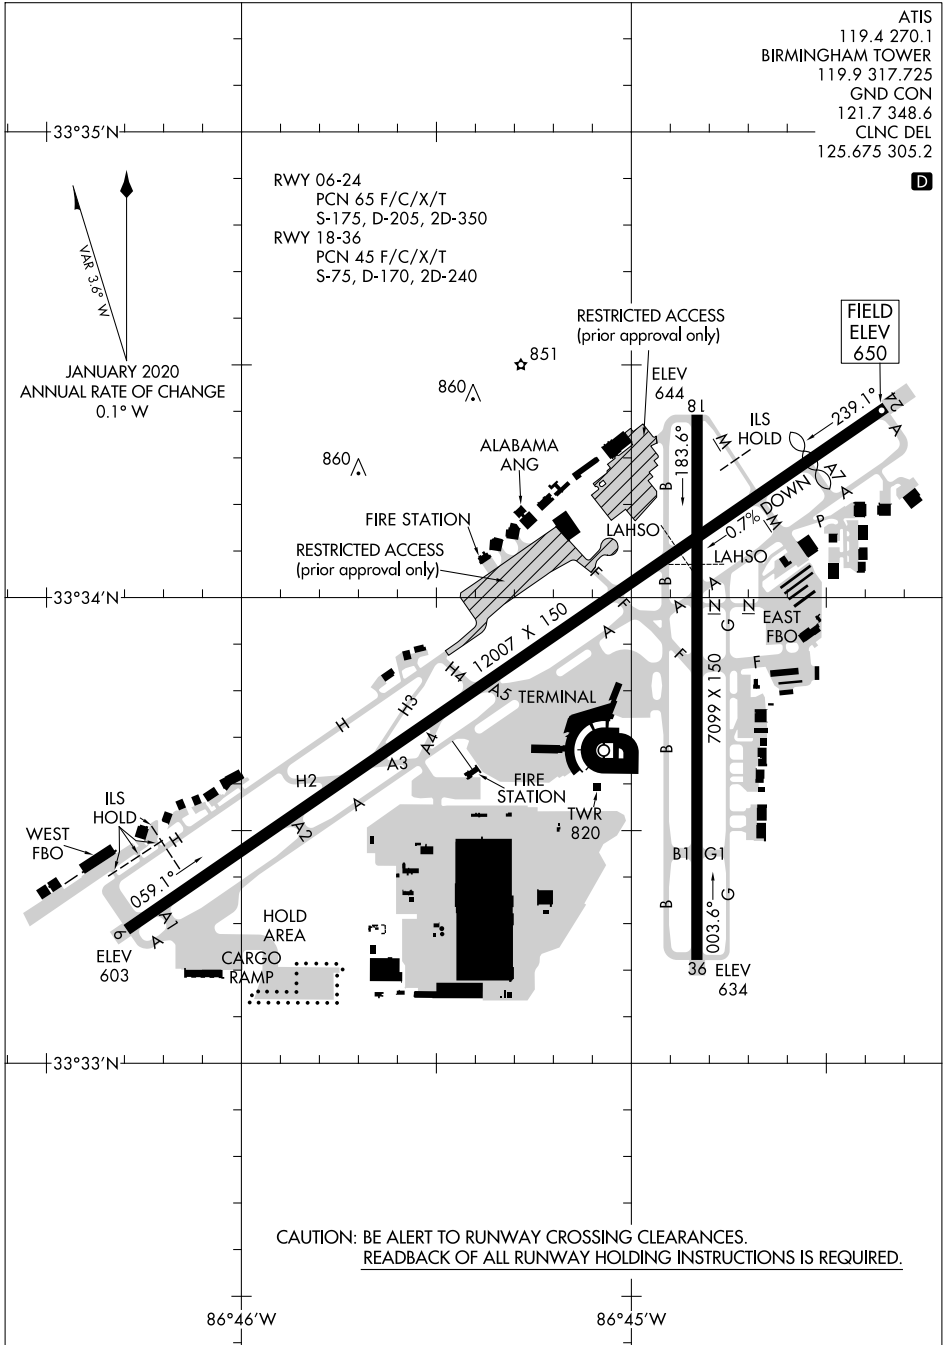 ATIS
119.4 270.1
BIRMINGHAM TOWER
119.9 317.725
GND CON
121.7 348.6
CLNC DEL
125.675 305.2
D
33°35'N
RWY 06-24
PCN 65 F/C/X/T
S-175, D-205, 2D-350
RWY 18-36
PCN 45 F/C/X/T
S-75, D-170, 2D-240
VAR 3.6° W
JANUARY 2020
ANNUAL RATE OF CHANGE
0.1° W
RESTRICTED ACCESS
(prior approval only)
FIELD
ELEV
650
851
860
860
ELEV
644
18
24
239.1°
A
ILS
HOLD
M
183.6°
B
ALABAMA
ANG
A7
A
0.7% DOWN
M
P
FIRE STATION
LAHSO
LAHSO
RESTRICTED ACCESS
(prior approval only)
33°34'N
F
F
A
B
A
A
N
N
G
F
F
EAST
FBO
12007 X 150
7099 X 150
H4
A5
TERMINAL
H
H3
A4
A3
H2
A
A2
B
FIRE
STATION
TWR
820
ILS
HOLD
WEST
FBO
H
059.1°
A1
A
6
ELEV
603
HOLD
AREA
CARGO
RAMP
B1
G1
B
G
003.6°
36
ELEV
634
33°33'N
CAUTION: BE ALERT TO RUNWAY CROSSING CLEARANCES.
READBACK OF ALL RUNWAY HOLDING INSTRUCTIONS IS REQUIRED.
86°46'W
86°45'W